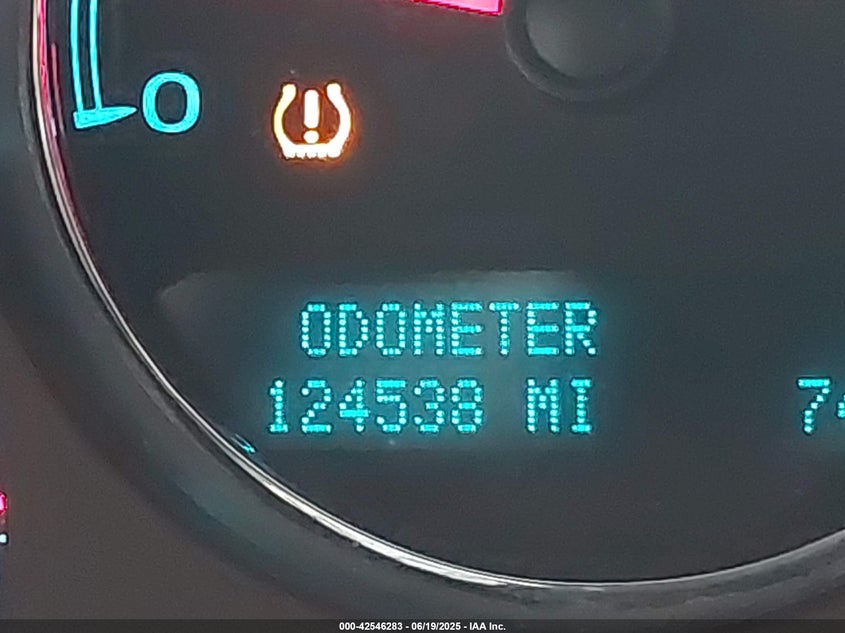 0
ODOMETER
124538 MI
000-42546283 - 06/19/2025 - IAA Inc.